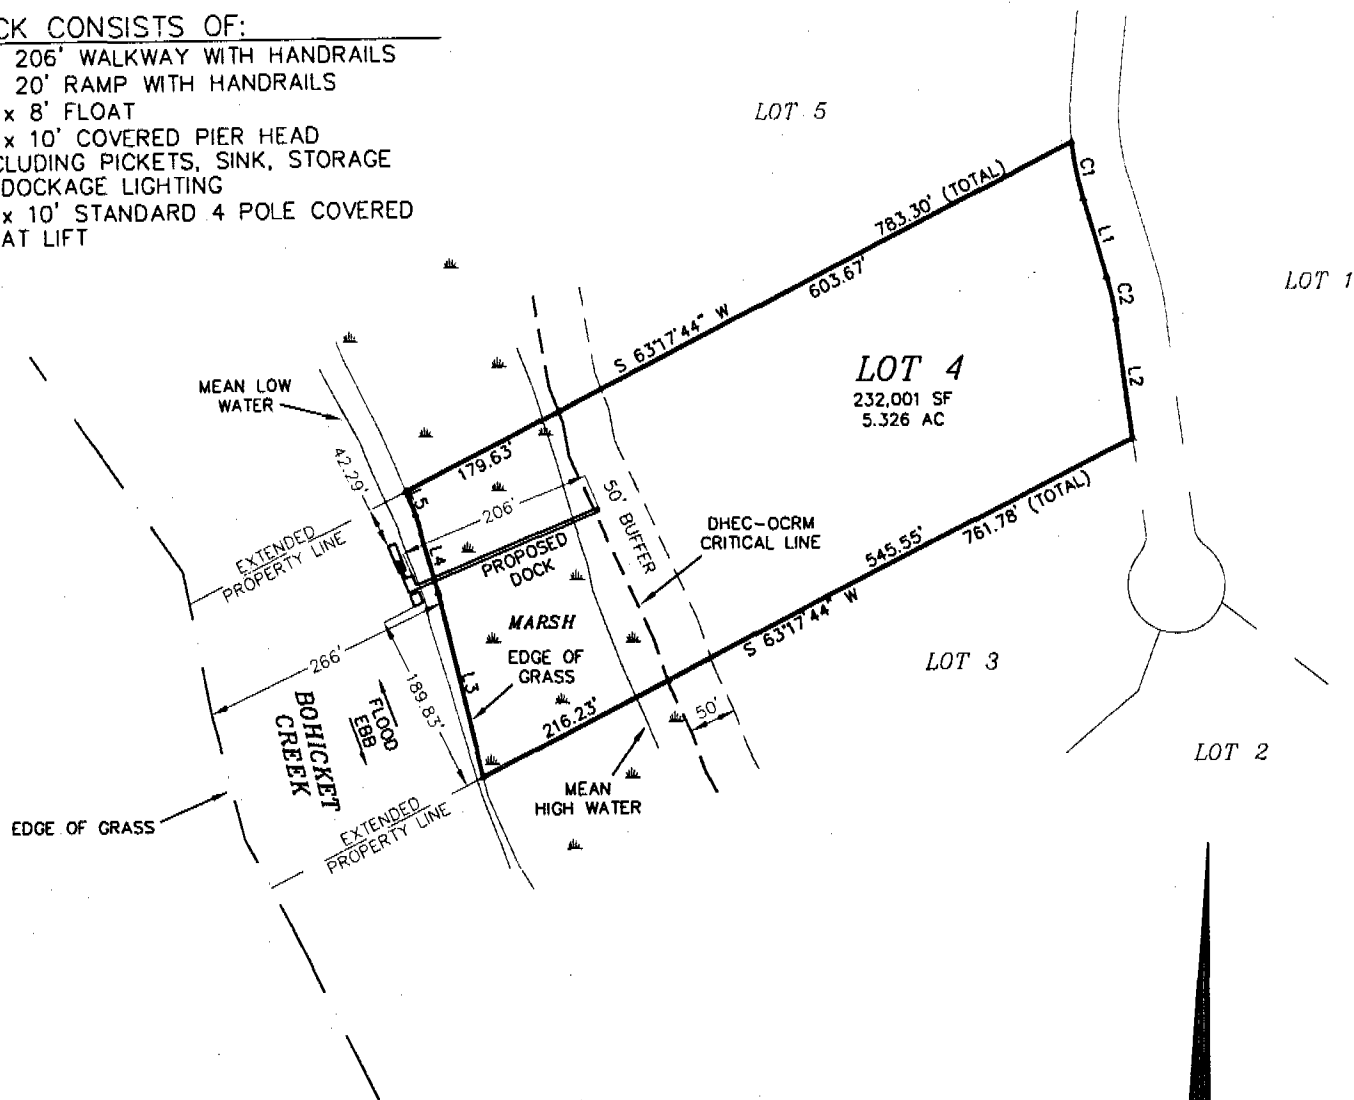 CK CONSISTS OF:
206' WALKWAY WITH HANDRAILS
20' RAMP WITH HANDRAILS
x 8' FLOAT
x 10' COVERED PIER HEAD
CLUDING PICKETS, SINK, STORAGE
DOCKAGE LIGHTING
x 10' STANDARD 4 POLE COVERED
AT LIFT
LOT 5
783.30' (TOTAL)
603.67'
S 63°17'44" W
C1
L1
C2
L2
LOT 1
LOT 4
232,001 SF
5.326 AC
MEAN LOW
WATER
42.29'
179.63'
L5
206'
L4
PROPOSED
DOCK
50' BUFFER
DHEC-OCRM
CRITICAL LINE
545.55'
761.78' (TOTAL)
S 63°17'44" W
EXTENDED
PROPERTY LINE
MARSH
EDGE OF
GRASS
L3
266'
189.83'
FLOOD
EBB
BOHICKET
CREEK
216.23'
50'
LOT 3
LOT 2
MEAN
HIGH WATER
EXTENDED
PROPERTY LINE
EDGE OF GRASS